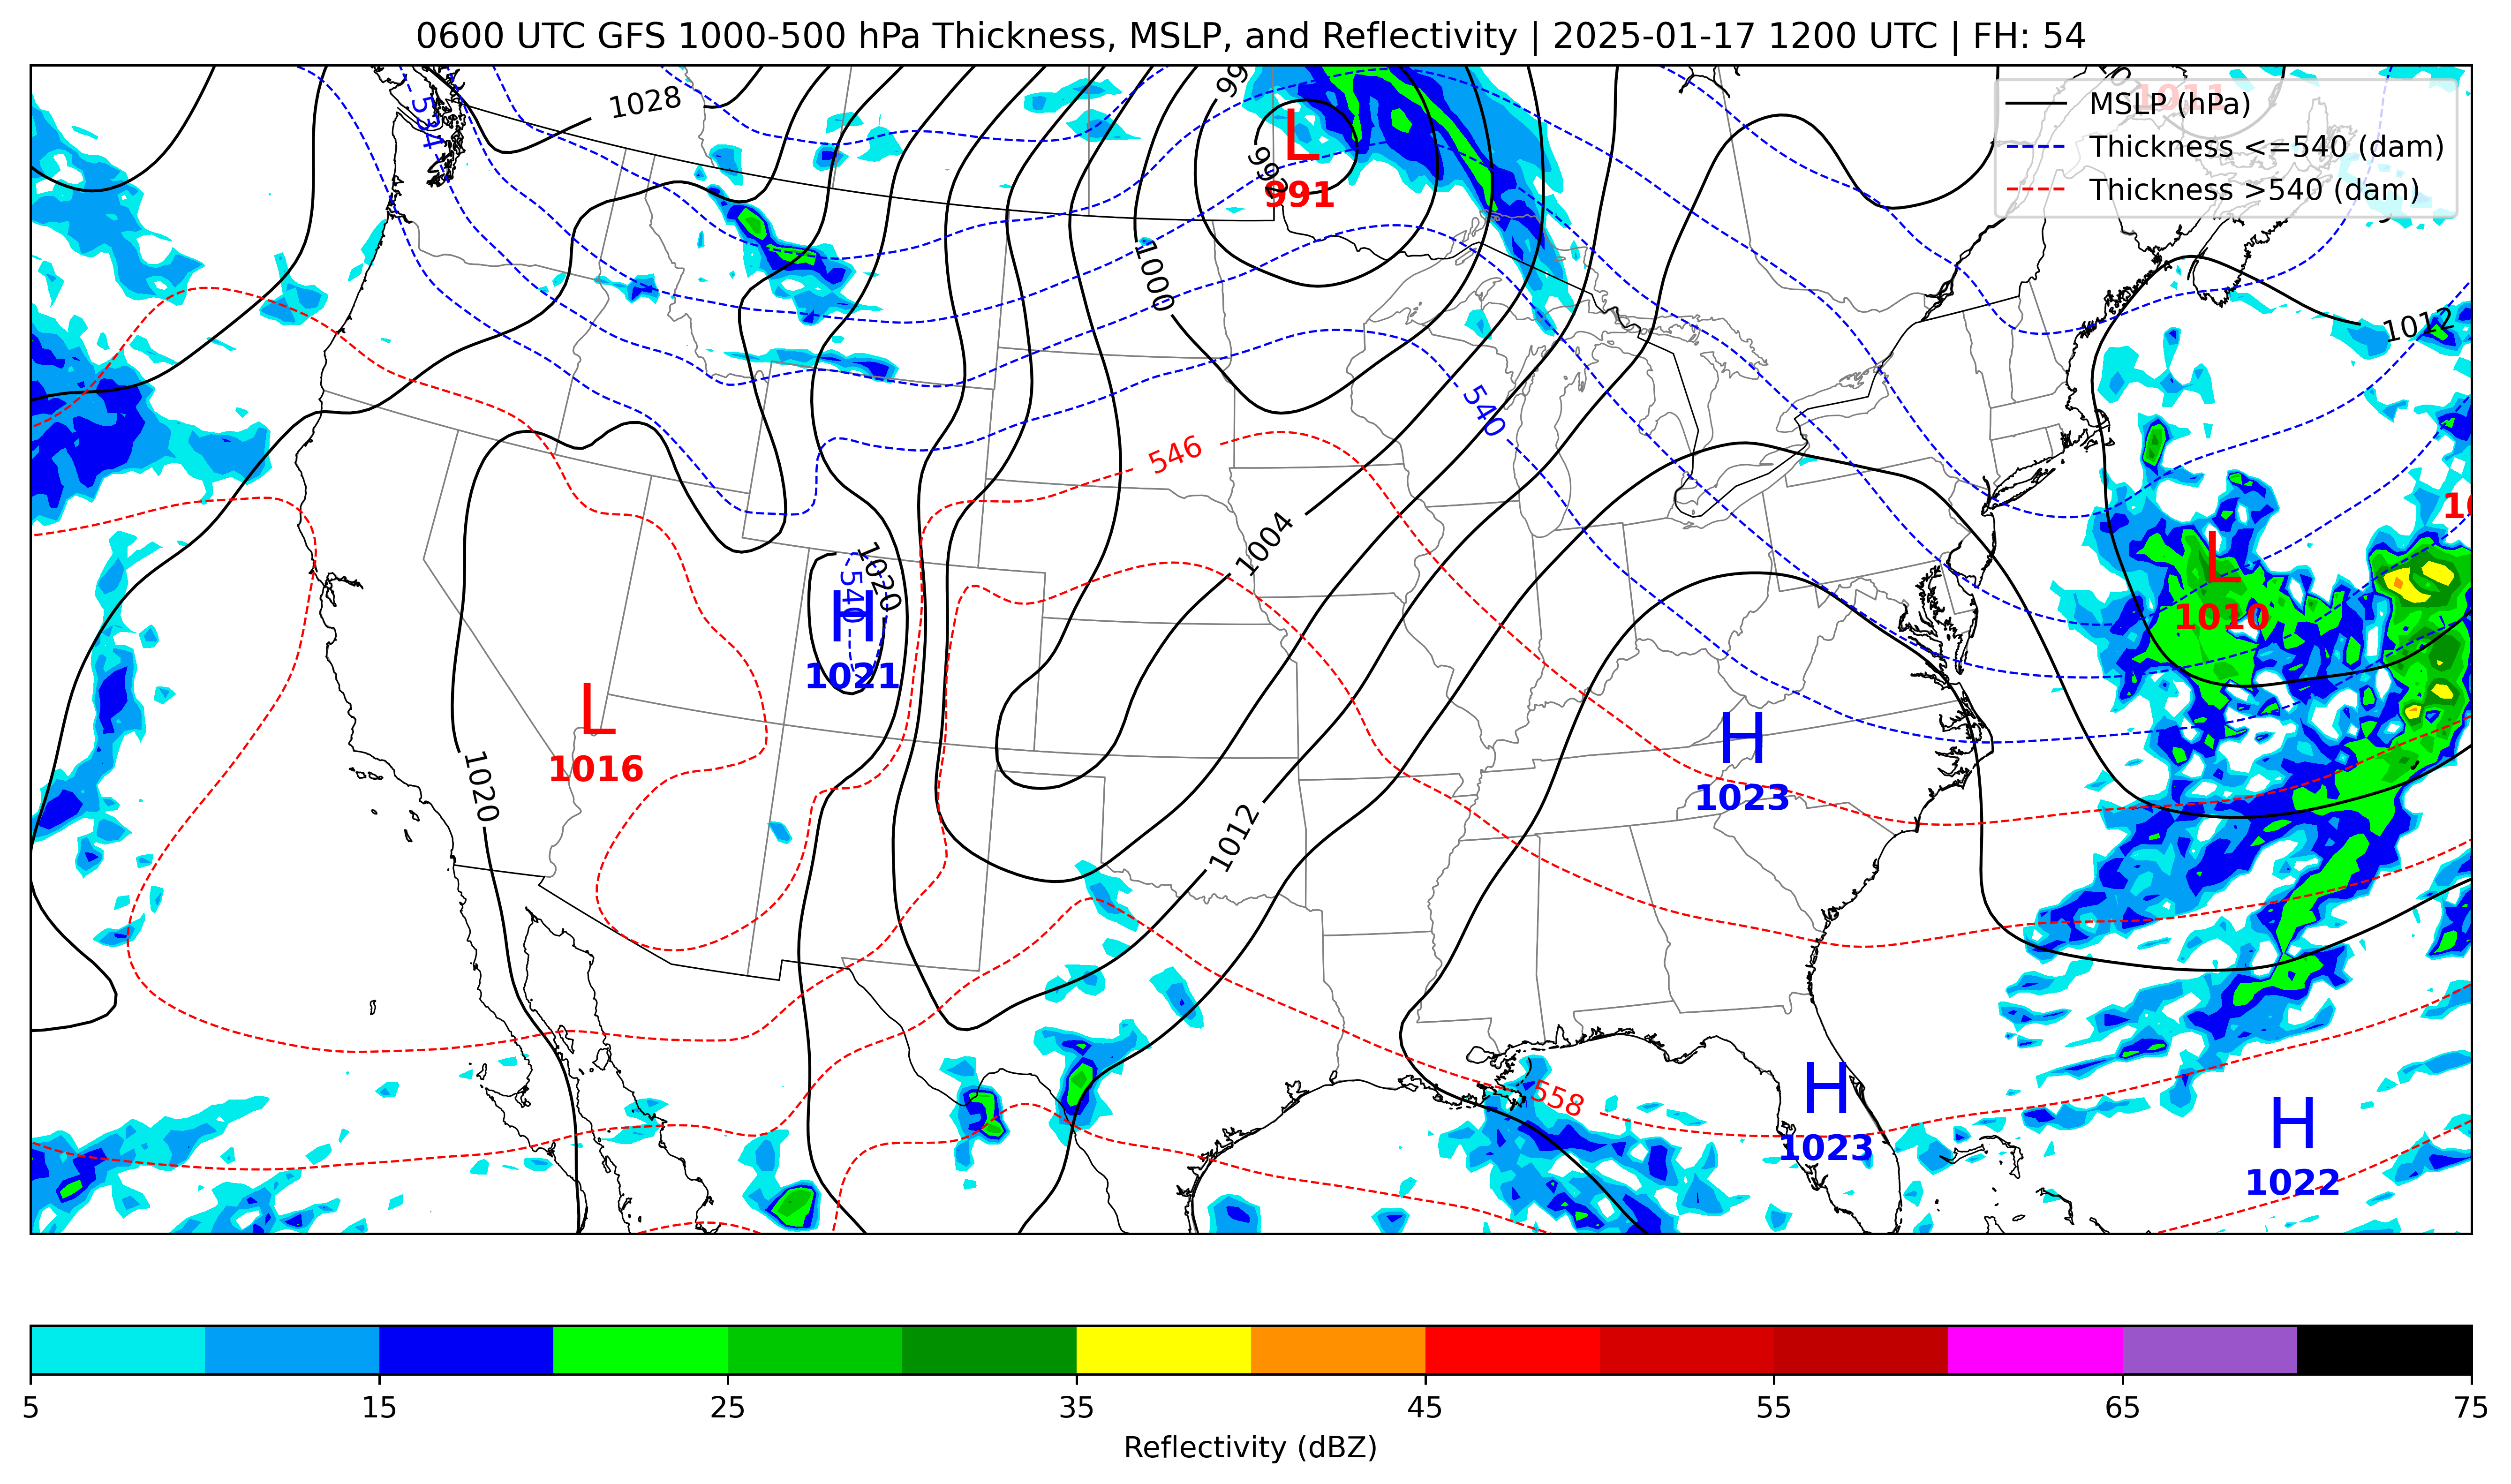 0600 UTC GFS 1000-500 hPa Thickness, MSLP, and Reflectivity | 2025-01-17 1200 UTC | FH: 54
MSLP (hPa)
Thickness <=540 (dam)
Thickness >540 (dam)
1028
534
L
991
1000
1011
1012
546
540
1004
L
1010
1020
540
H
1021
L
1016
1020
H
1023
1012
558
H
1023
H
1022
5 15 25 35 45 55 65 75
Reflectivity (dBZ)